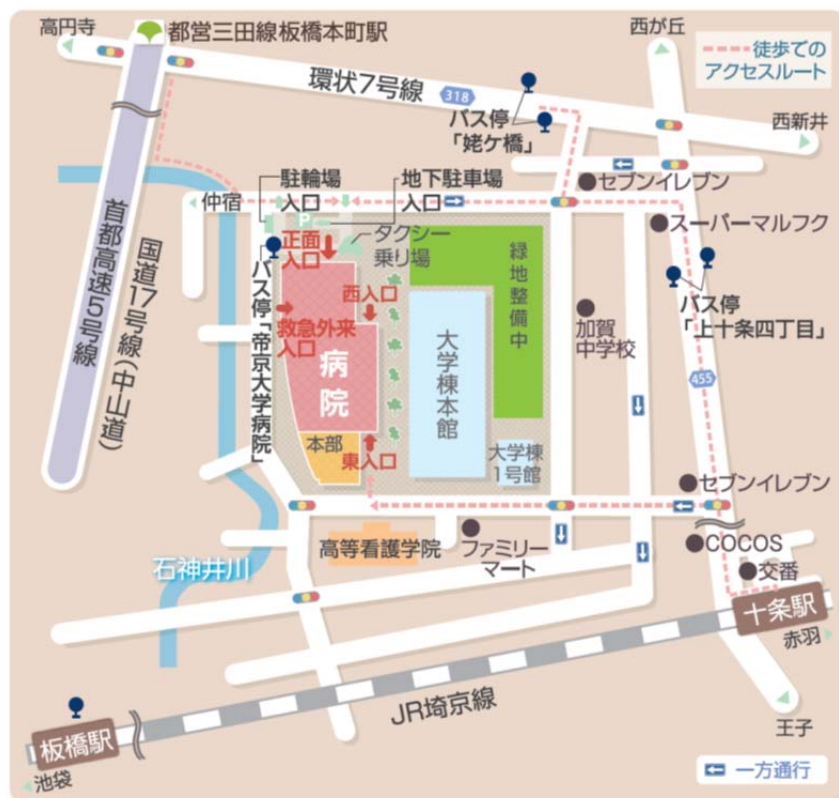 高円寺
都営三田線板橋本町駅
西が丘
徒歩での
アクセスルート
環状7号線
318
バス停
「姥ケ橋」
西新井
駐輪場
入口
地下駐車場
入口
仲宿
P
セブンイレブン
スーパーマルフク
正面
入口
タクシー
乗り場
西入口
救急外来
入口
病院
本部
東入口
バス停「帝京大学病院」
首都高速5号線
国道17号線(中山道)
緑地整備中
大学棟本館
大学棟
1号館
加賀
中学校
バス停
「上十条四丁目」
455
セブンイレブン
COCOS
交番
高等看護学院
ファミリー
マート
石神井川
十条駅
赤羽
JR埼京線
王子
板橋駅
池袋
一方通行